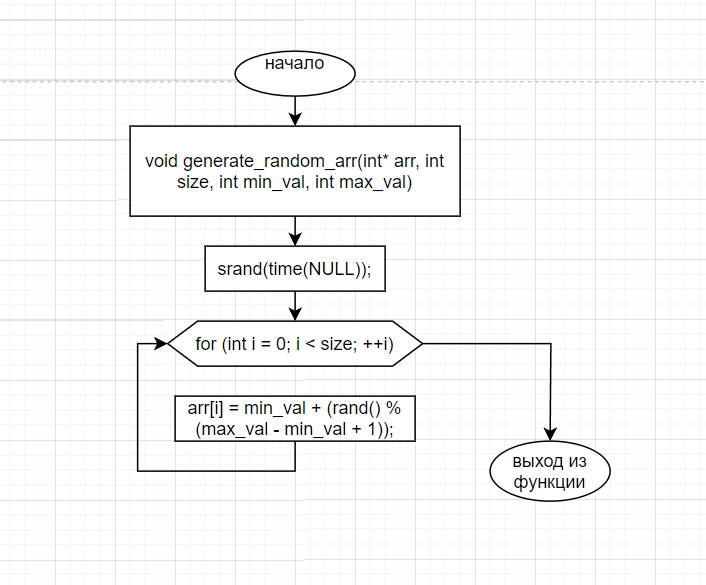 начало
void generate_random_arr(int* arr, int
size, int min_val, int max_val)
srand(time(NULL));
for (int i = 0; i < size; ++i)
arr[i] = min_val + (rand() %
(max_val - min_val + 1));
выход из
функции